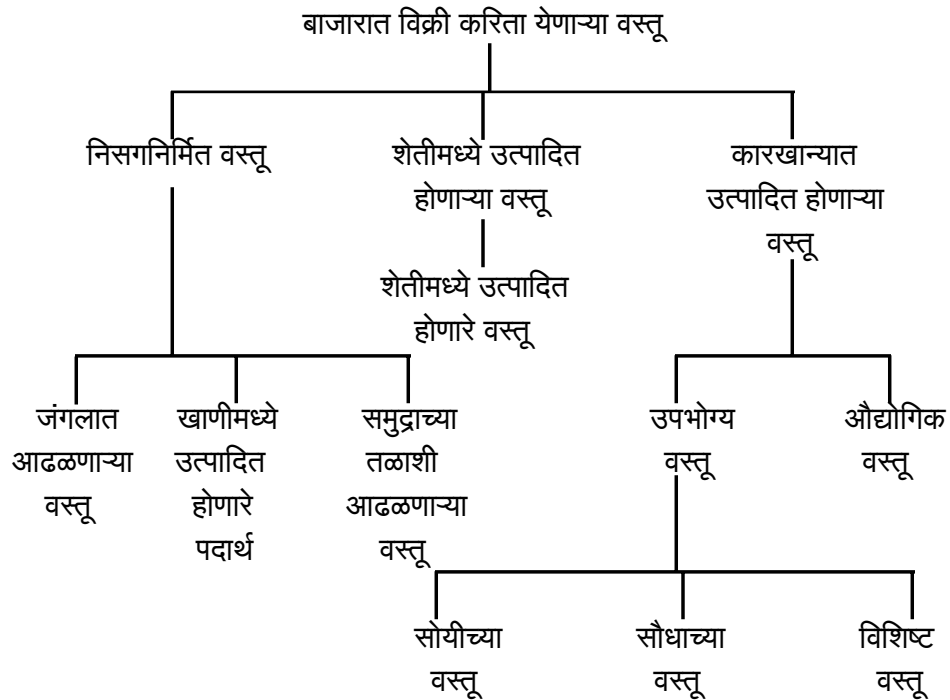 बाजारात विक्री करिता येणाऱ्या वस्तू
निसगनिर्मित वस्तू
शेतीमध्ये उत्पादित
होणाऱ्या वस्तू
कारखान्यात
उत्पादित होणाऱ्या
वस्तू
शेतीमध्ये उत्पादित
होणारे वस्तू
जंगलात
आढळणाऱ्या
वस्तू
खाणीमध्ये
उत्पादित
होणारे
पदार्थ
समुद्राच्या
तळाशी
आढळणाऱ्या
वस्तू
उपभोग्य
वस्तू
औद्योगिक
वस्तू
सोयीच्या
वस्तू
सौधाच्या
वस्तू
विशिष्ट
वस्तू